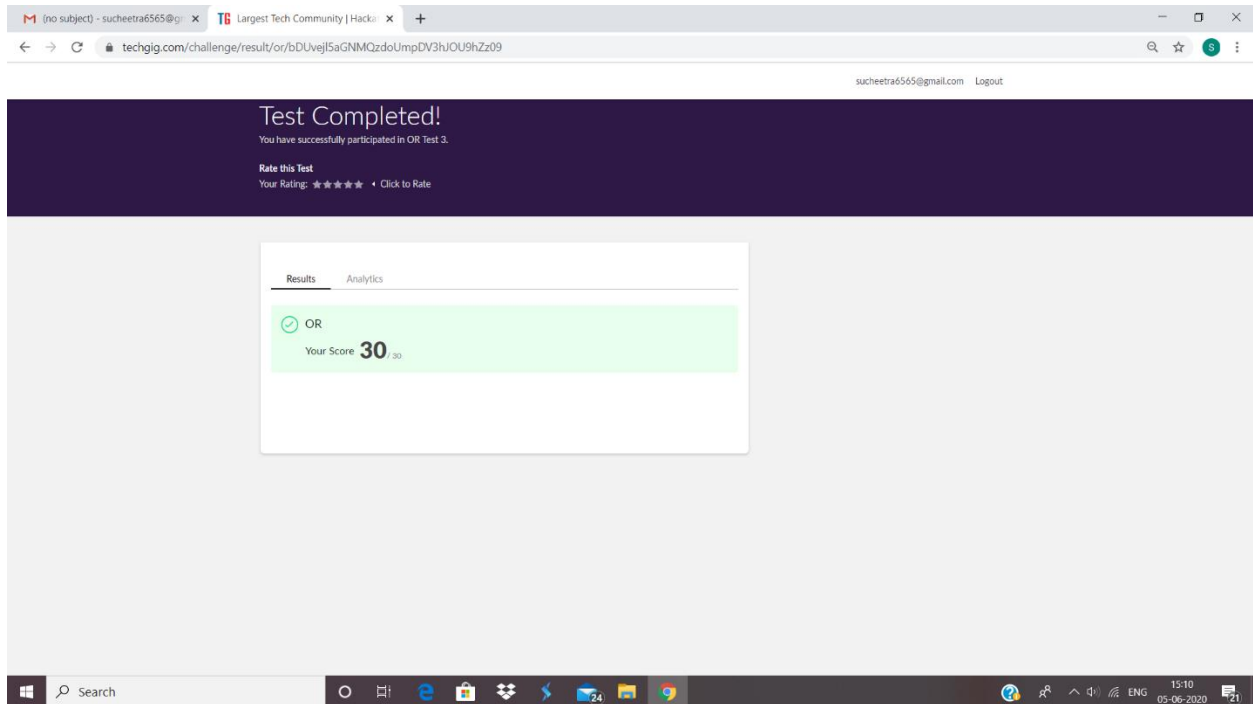 (no subject) - sucheetra6565@g
TG Largest Tech Community | Hacka
techgig.com/challenge/result/or/bDUvejl5aGNMQzdoUmpDV3hJOU9hZz09
S
sucheetra6565@gmail.com Logout
Test Completed!
You have successfully participated in OR Test 3.
Rate this Test
Your Rating: Click to Rate
Results Analytics
OR
Your Score 30 / 30
Search
24
ENG
15:10
05-06-2020
21